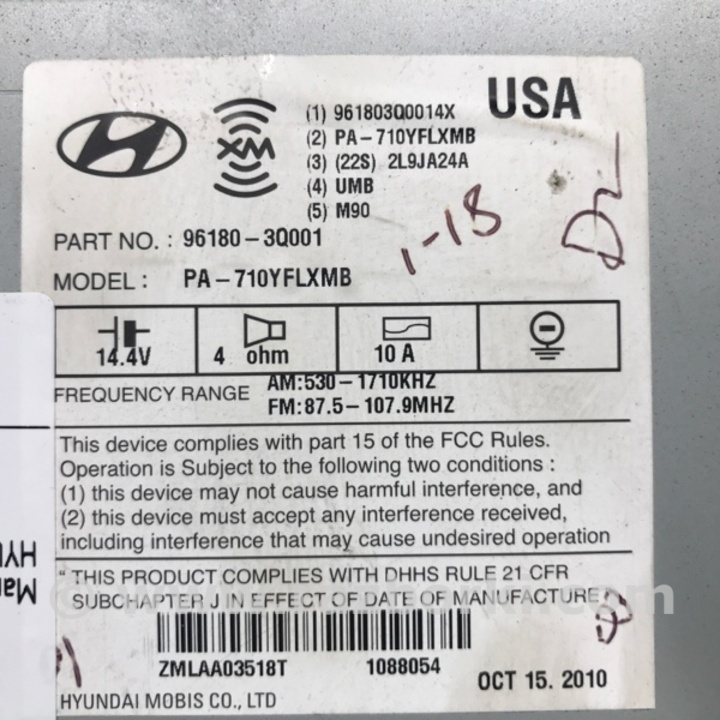 USA
XM
(1) 961803Q0014X
(2) PA-710YFLXMB
(3) (22S) 2L9JA24A
(4) UMB
(5) M90
1-18
PART NO. : 96180-3Q001
MODEL : PA-710YFLXMB
14.4V 4 ohm 10 A
FREQUENCY RANGE AM:530-1710KHZ
FM:87.5-107.9MHZ
This device complies with part 15 of the FCC Rules.
Operation is Subject to the following two conditions :
(1) this device may not cause harmful interference, and
(2) this device must accept any interference received,
including interference that may cause undesired operation
" THIS PRODUCT COMPLIES WITH DHHS RULE 21 CFR
SUBCHAPTER J IN EFFECT OF DATE OF MANUFACTURE
ZMLAA03518T 1088054
OCT 15. 2010
HYUNDAI MOBIS CO., LTD